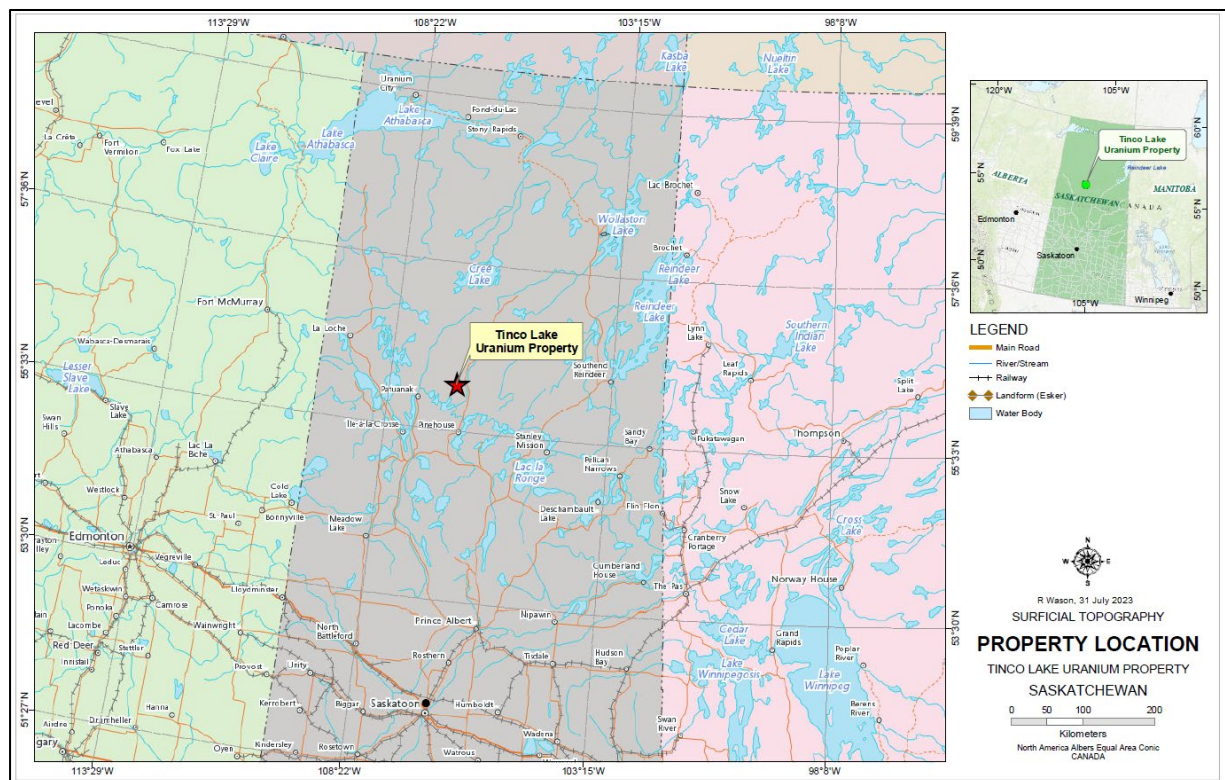 113°29'W
108°22'W
103°15'W
98°8'W
59°39'N
57°36'N
57°36'N
55°33'N
55°33'N
53°30'N
53°30'N
51°27'N
113°29'W
108°22'W
103°15'W
98°8'W
Kasba
Lake
Nueltin
Lake
Uranium
City
Lake
Athabasca
Fond-du-Lac
Stony Rapids
Lake
Athabasca
Lake
Claire
La Crête
Fort
Vermilion
Fox Lake
Lac Brochet
Wollaston
Lake
Brochet
Reindeer
Lake
Cree
Lake
Reindeer
Lake
Fort McMurray
La Loche
Tinco Lake
Uranium Property
Lynn
Lake
Southern
Indian
Lake
Leaf
Rapids
Split
Lake
Southend
Reindeer
Wabasca-Desmarais
Lesser
Slave
Lake
Slave
Lake
Swan
Hills
Patuanak
Ile-à-la-Crosse
Pinehouse
Stanley
Mission
Sandy
Bay
Pukatawagan
Thompson
Athabasca
Lac La
Biche
Pelican
Narrows
Lac la
Ronge
Snow
Lake
Westlock
Cold
Lake
Bonnyville
St. Paul
Deschambault
Lake
Flin Flon
Cross
Lake
Meadow
Lake
Cranberry
Portage
Edmonton
Leduc
Vegreville
Cumberland
House
The Pas
Norway House
Lloydminster
Wetaskiwin
Ponoka
Camrose
Lacombe
Red Deer
Innisfail
Stettler
Wainwright
North
Battleford
Prince Albert
Nipawin
Cedar
Lake
Grand
Rapids
Poplar
River
Provost
Unity
Rosthern
Tisdale
Hudson
Bay
Lake
Winnipegosis
Lake
Winnipeg
Hanna
Kerrobert
Biggar
Saskatoon
Humboldt
Berens
River
Airdrie
Drumheller
Swan
River
Wadena
Oyen
Kindersley
Rosetown
Watrous
120°W
105°W
60°N
Tinco Lake
Uranium Property
Reindeer Lake
55°N
ALBERTA
SASKATCHEWAN
CANADA
MANITOBA
55°N
Edmonton
Saskatoon
50°N
105°W
Winnipeg
50°N
LEGEND
Main Road
River/Stream
Railway
Landform (Esker)
Water Body
N
W
E
S
R Wason, 31 July 2023
SURFICIAL TOPOGRAPHY
PROPERTY LOCATION
TINCO LAKE URANIUM PROPERTY
SASKATCHEWAN
0 50 100 200
Kilometers
North America Albers Equal Area Conic
CANADA